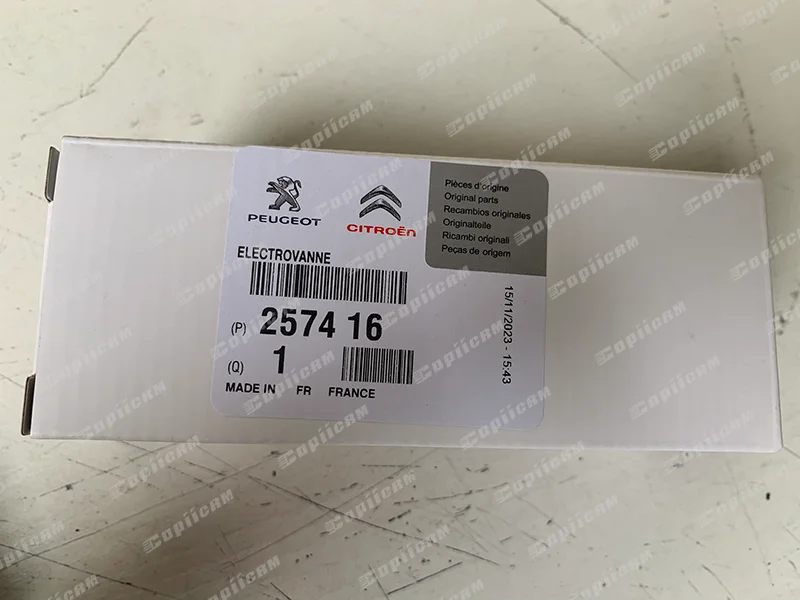 PEUGEOT
CITROËN
Pièces d'origine
Original parts
Recambios originales
Originalteile
Ricambi originali
Peças de origem
ELECTROVANNE
(P) 2574 16
(Q) 1
MADE IN FR FRANCE
15/11/2023 - 15:43
Copiicam